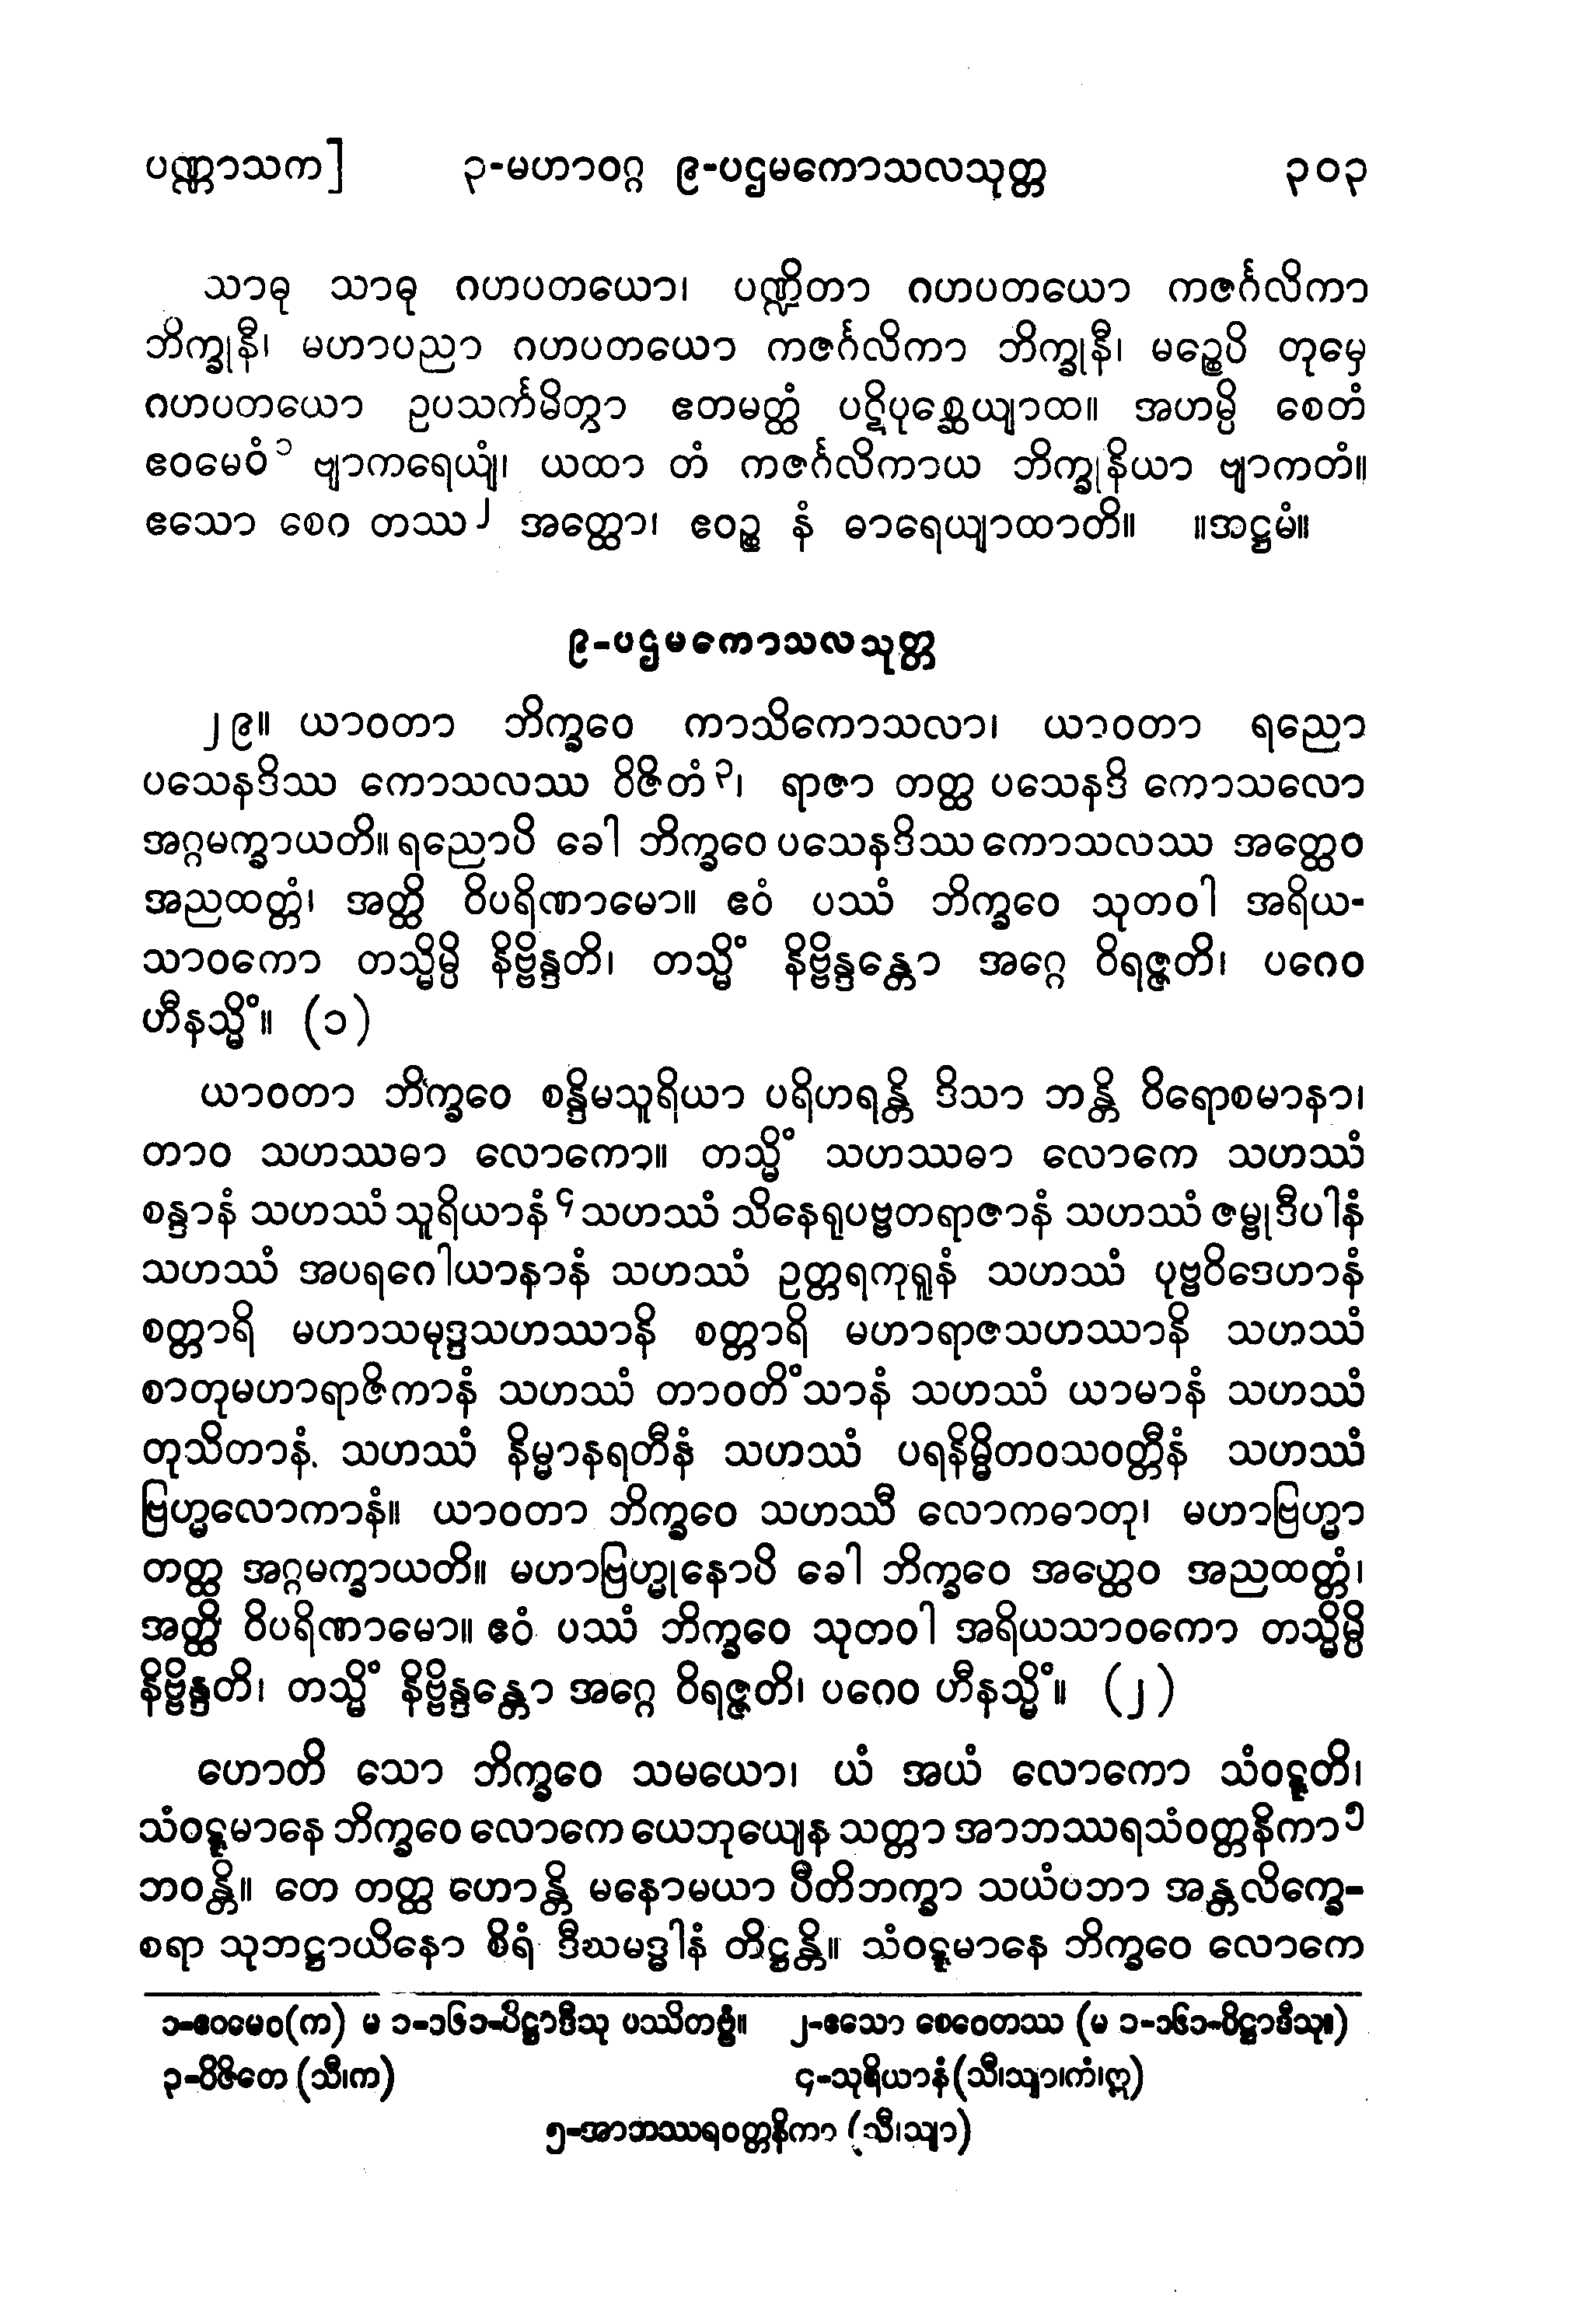 ပဏ္ဏာသက] ၃-မဟာဝဂ္ဂ ၉-ပဌမကောသလသုတ္တ ၃၀၃
သာဓု သာဓု ဂဟပတယော၊ ပဏ္ဍိတာ ဂဟပတယော ကဇင်္ဂလိကာ
ဘိက္ခုနီ၊ မဟာပညာ ဂဟပတယော ကဇင်္ဂလိကာ ဘိက္ခုနီ၊ မဉ္စေပိ တုမှေ
ဂဟပတယော ဥပသင်္ကမိတွာ ဧတမတ္ထံ ပဋိပုစ္ဆေယျာထ။ အဟမ္ပိ စေတံ
ဧဝမေဝံ၁ ဗျာကရေယျံ၊ ယထာ တံ ကဇင်္ဂလိကာယ ဘိက္ခုနိယာ ဗျာကတံ။
ဧသော စေဂ တဿ၂ အတ္ထော၊ ဧဝဉ္စ နံ ဓာရေယျာထာတိ။ ။အဋ္ဌမံ။
၉-ပဌမကောသလသုတ္တ
၂၉။ ယာဝတာ ဘိက္ခဝေ ကာသိကောသလာ၊ ယာဝတာ ရညော
ပသေနဒိဿ ကောသလဿ ဝိဇိတံ၃၊ ရာဇာ တတ္ထ ပသေနဒိ ကောသလော
အဂ္ဂမက္ခာယတိ။ ရညောပိ ခေါ ဘိက္ခဝေ ပသေနဒိဿ ကောသလဿ အတ္ထေဝ
အညထတ္တံ၊ အတ္ထိ ဝိပရိဏာမော။ ဧဝံ ပဿံ ဘိက္ခဝေ သုတဝါ အရိယ-
သာဝကော တသ္မိမ္ပိ နိဗ္ဗိန္ဒတိ၊ တသ္မိံ နိဗ္ဗိန္ဒန္တော အဂ္ဂေ ဝိရဇ္ဇတိ၊ ပဂေဝ
ဟီနသ္မိံ။ (၁)
ယာဝတာ ဘိက္ခဝေ စန္ဒိမသူရိယာ ပရိဟရန္တိ ဒိသာ ဘန္တိ ဝိရောစမာနာ၊
တာဝ သဟဿဓာ လောကော။ တသ္မိံ သဟဿဓာ လောကေ သဟဿံ
စန္ဒာနံ သဟဿံ သူရိယာနံ၄ သဟဿံ သိနေရုပဗ္ဗတရာဇာနံ သဟဿံ ဇမ္ဗုဒီပါနံ
သဟဿံ အပရဂေါယာနာနံ သဟဿံ ဥတ္တရကုရူနံ သဟဿံ ပုဗ္ဗဝိဒေဟာနံ
စတ္တာရိ မဟာသမုဒ္ဒသဟဿာနိ စတ္တာရိ မဟာရာဇသဟဿာနိ သဟဿံ
စာတုမဟာရာဇိကာနံ သဟဿံ တာဝတိံသာနံ သဟဿံ ယာမာနံ သဟဿံ
တုသိတာနံ သဟဿံ နိမ္မာနရတီနံ သဟဿံ ပရနိမ္မိတဝသဝတ္တီနံ သဟဿံ
ဗြဟ္မလောကာနံ။ ယာဝတာ ဘိက္ခဝေ သဟဿီ လောကဓာတု၊ မဟာဗြဟ္မာ
တတ္ထ အဂ္ဂမက္ခာယတိ။ မဟာဗြဟ္မုနောပိ ခေါ ဘိက္ခဝေ အတ္ထေဝ အညထတ္တံ၊
အတ္ထိ ဝိပရိဏာမော။ ဧဝံ ပဿံ ဘိက္ခဝေ သုတဝါ အရိယသာဝကော တသ္မိမ္ပိ
နိဗ္ဗိန္ဒတိ၊ တသ္မိံ နိဗ္ဗိန္ဒန္တော အဂ္ဂေ ဝိရဇ္ဇတိ၊ ပဂေဝ ဟီနသ္မိံ။ (၂)
ဟောတိ သော ဘိက္ခဝေ သမယော၊ ယံ အယံ လောကော သံဝဋ္ဋတိ၊
သံဝဋ္ဋမာနေ ဘိက္ခဝေ လောကေ ယေဘုယျေန သတ္တာ အာဘဿရသံဝတ္တနိကာ၅
ဘဝန္တိ။ တေ တတ္ထ ဟောန္တိ မနောမယာ ပီတိဘက္ခာ သယံပဘာ အန္တလိက္ခေ-
စရာ သုဘဋ္ဌာယိနော စိရံ ဒီဃမဒ္ဓါနံ တိဋ္ဌန္တိ။ သံဝဋ္ဋမာနေ ဘိက္ခဝေ လောကေ
၁-ဧဝမေဝ(က) မ ၁-၁၆၁-ပိဋ္ဌာဒီသု ပဿိတဗ္ဗံ။ ၂-ဧသော စေဝေတဿ (မ ၁-၁၆၁-ပိဋ္ဌာဒီသု။)
၃-ဝိဇိတေ (သီ၊က) ၄-သုရိယာနံ(သီ၊သျာ၊ကံ၊ဣ)
၅-အာဘဿရဝတ္တနိကာ (သီ၊သျာ)